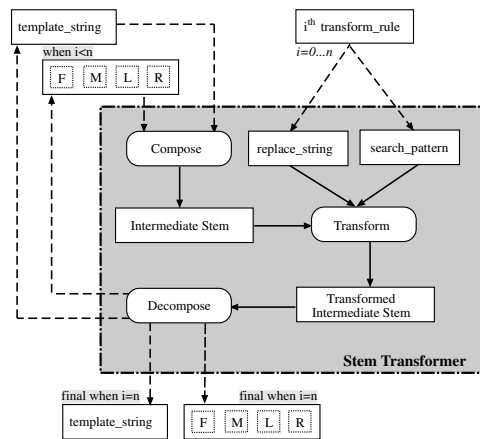 template_string
i^th transform_rule
when i<n
i=0...n
F M L R
Compose
replace_string
search_pattern
Intermediate Stem
Transform
Decompose
Transformed
Intermediate Stem
Stem Transformer
final when i=n
final when i=n
template_string
F M L R